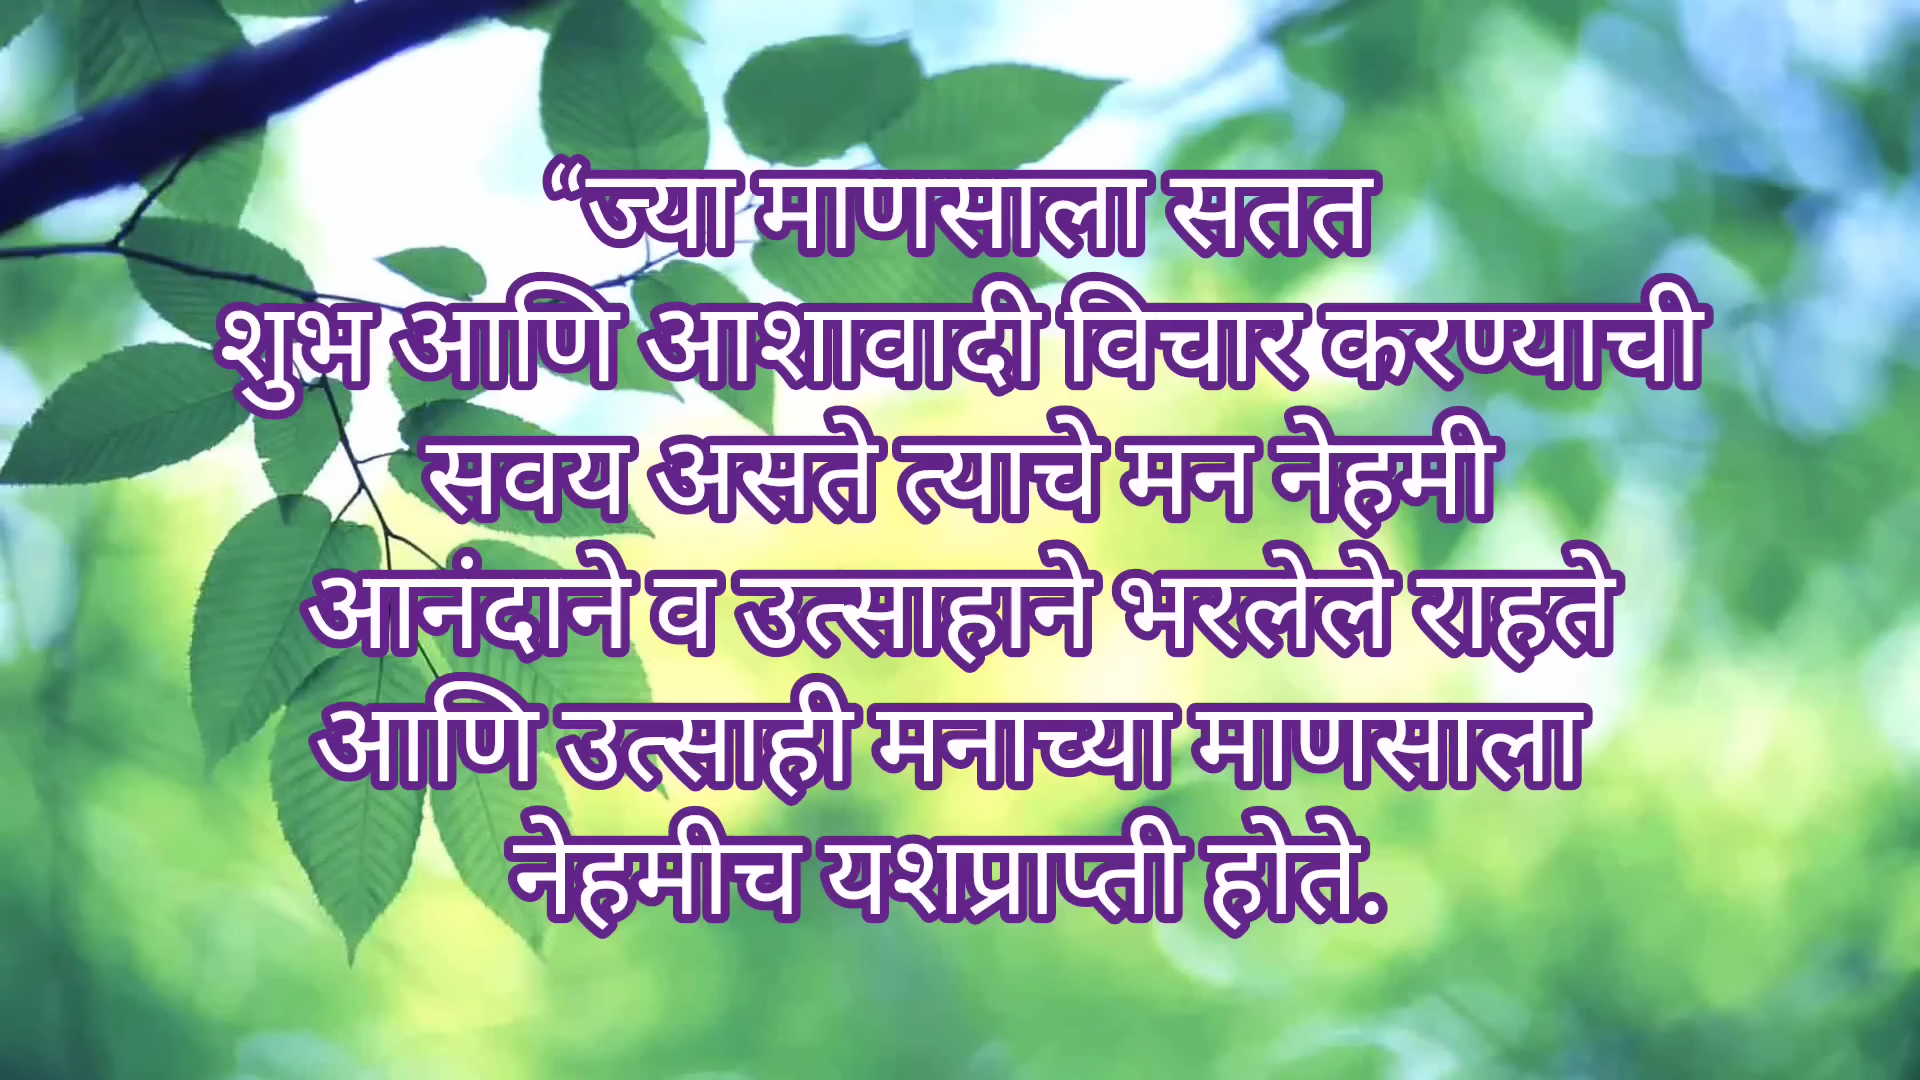 “ज्या माणसाला सतत
शुभ आणि आशावादी विचार करण्याची
सवय असते त्याचे मन नेहमी
आनंदाने व उत्साहाने भरलेले राहते
आणि उत्साही मनाच्या माणसाला
नेहमीच यशप्राप्ती होते.